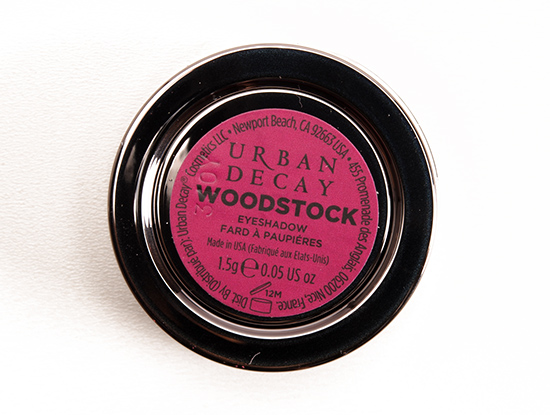 Dist. By: (Distribué par): Urban Decay® Cosmetics LLC • Newport Beach, CA 92663 USA • 455 Promenade des Anglais, 06200 Nice, France.
URBAN
DECAY
WOODSTOCK
EYESHADOW
FARD À PAUPIÉRES
Made in USA (Fabriqué aux Etats-Unis)
1.5g ℮ 0.05 US oz
12M